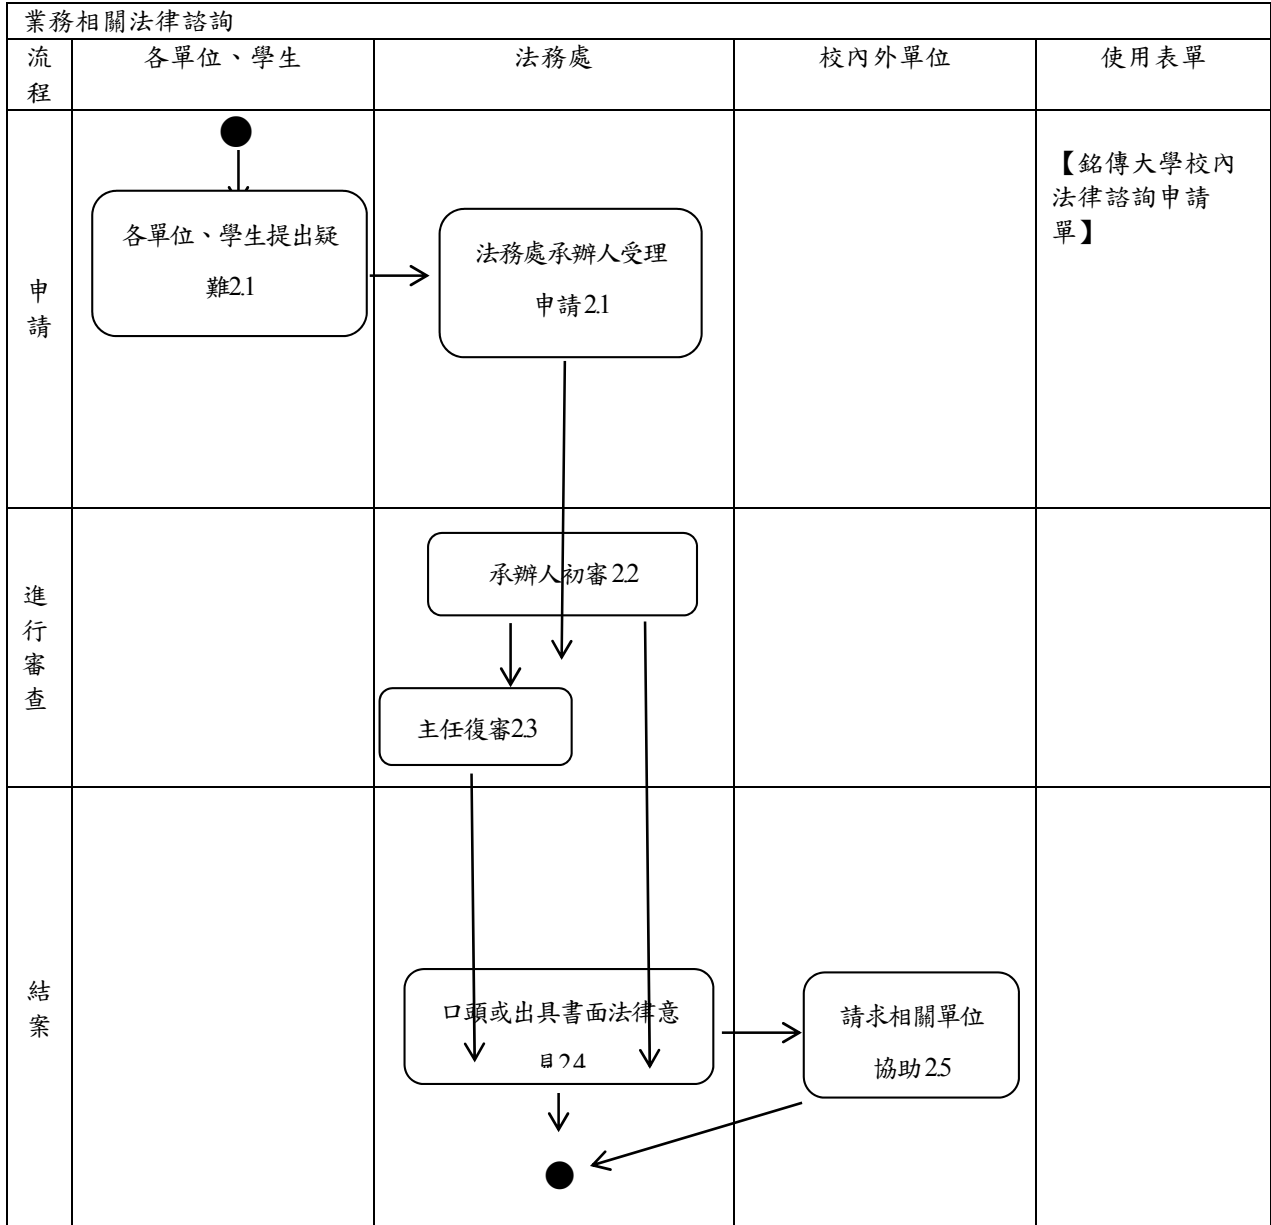 業務相關法律諮詢
流程
各單位、學生
法務處
校內外單位
使用表單
申請
各單位、學生提出疑
難2.1
法務處承辦人受理
申請2.1
【銘傳大學校內
法律諮詢申請
單】
進行審查
承辦人初審2.2
主任復審2.3
結案
口頭或出具書面法律意
見2.4
請求相關單位
協助2.5